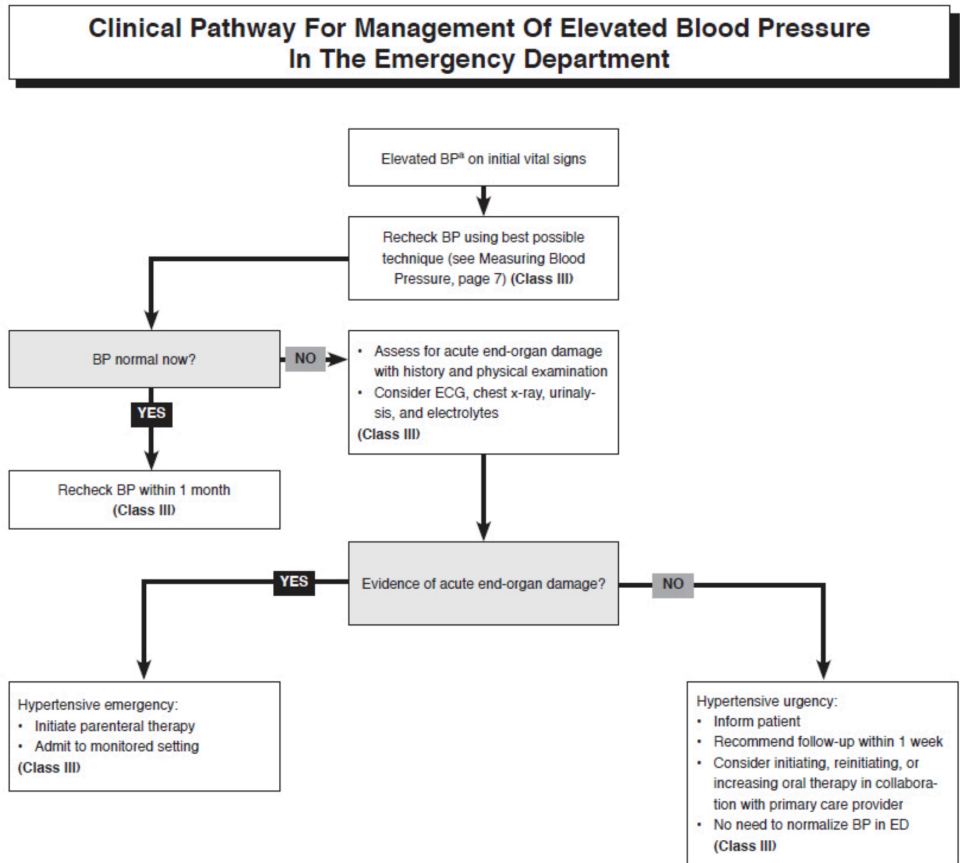 Clinical Pathway For Management Of Elevated Blood Pressure
In The Emergency Department
Elevated BPª on initial vital signs
Recheck BP using best possible
technique (see Measuring Blood
Pressure, page 7) (Class III)
BP normal now?
NO
• Assess for acute end-organ damage
with history and physical examination
• Consider ECG, chest x-ray, urinaly-
sis, and electrolytes
(Class III)
YES
Recheck BP within 1 month
(Class III)
YES
Evidence of acute end-organ damage?
NO
Hypertensive emergency:
• Initiate parenteral therapy
• Admit to monitored setting
(Class III)
Hypertensive urgency:
• Inform patient
• Recommend follow-up within 1 week
• Consider initiating, reinitiating, or
increasing oral therapy in collabora-
tion with primary care provider
• No need to normalize BP in ED
(Class III)